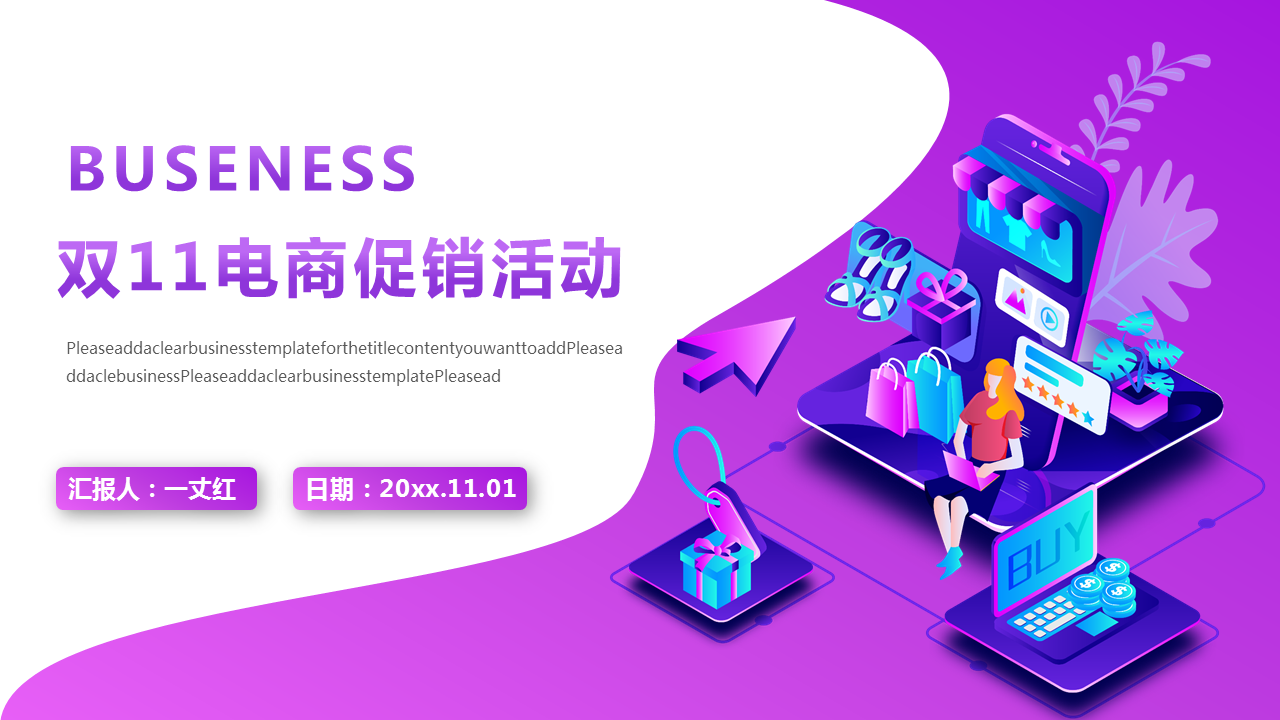 BUSENESS
双11电商促销活动
PleaseaddaclearbusinesstemplateforthetitlecontentyouwanttoaddPleasea
ddaclebusinessPleaseaddaclearbusinesstemplatePleasead
汇报人：一丈红
日期：20xx.11.01
BUY